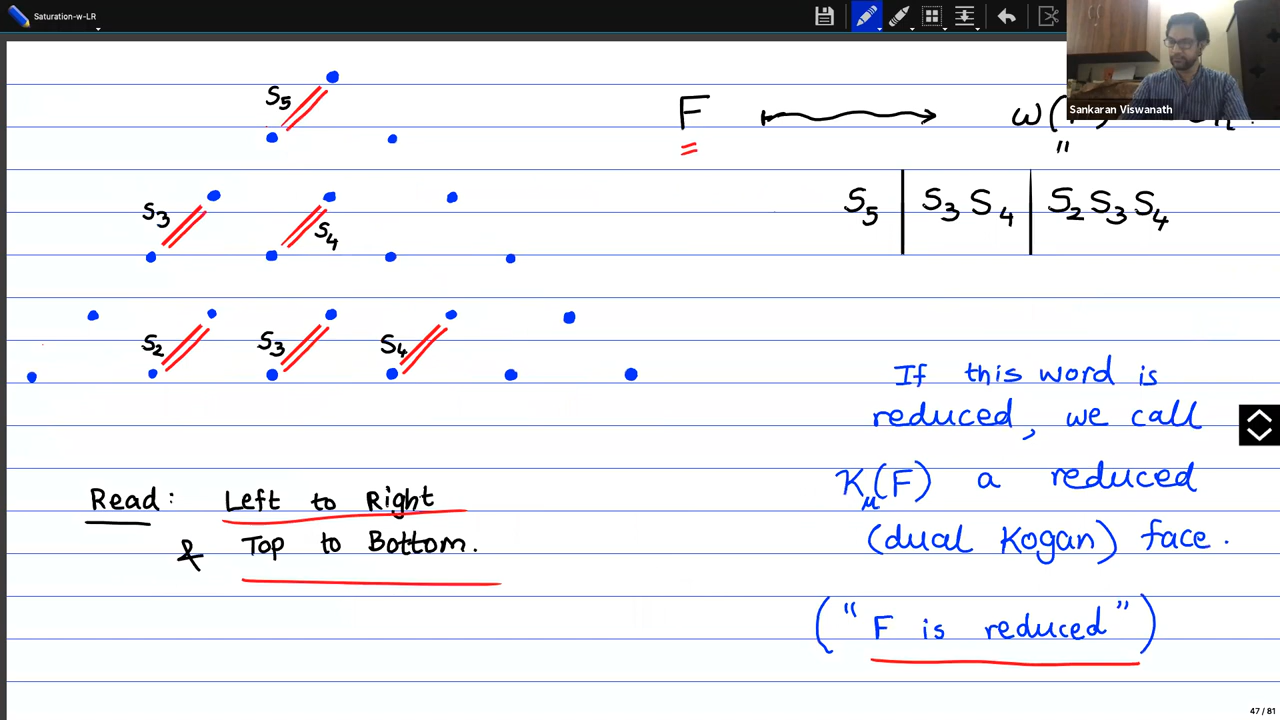 Saturation-w-LR
Sankaran Viswanath
S5
F ω(
"
S3 S4
S5 | S3 S4 | S2 S3 S4
S2 S3 S4
If this word is
reduced, we call
Kμ(F) a reduced
(dual Kogan) face.
("F is reduced")
Read: Left to Right
& Top to Bottom.
47 / 81